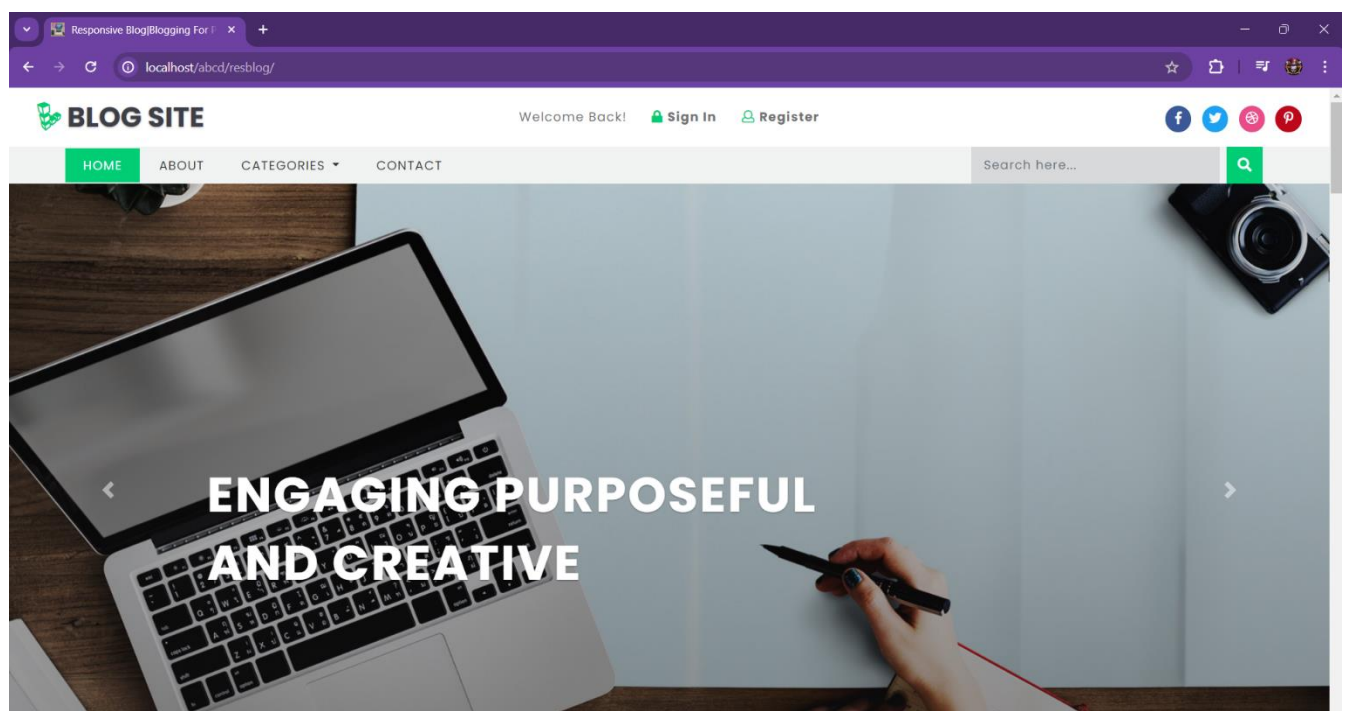 Responsive Blog|Blogging For
localhost/abcd/resblog/
BLOG SITE
Welcome Back! Sign In Register
HOME ABOUT CATEGORIES CONTACT Search here...
ENGAGING PURPOSEFUL
AND CREATIVE